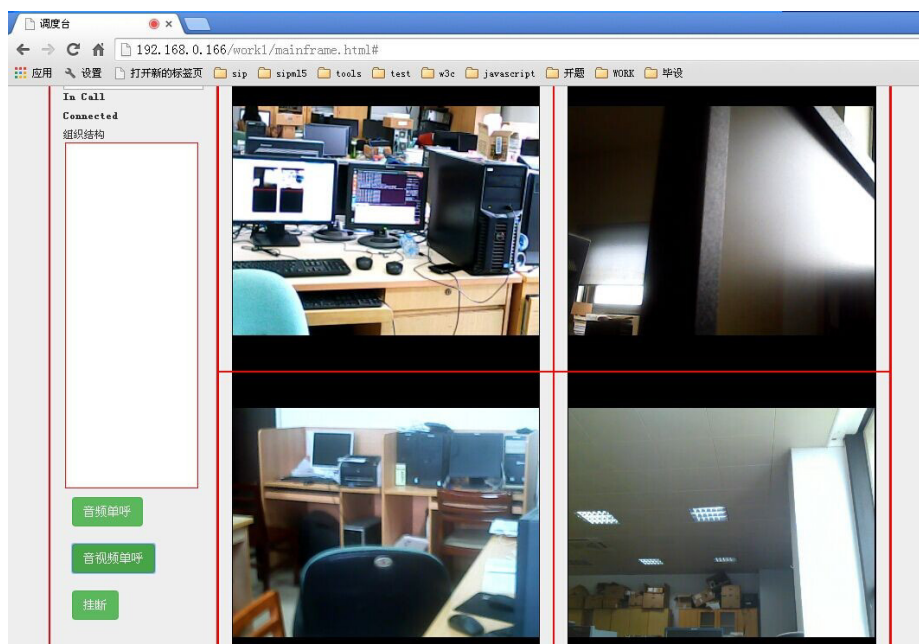 调度台
192.168.0.166/work1/mainframe.html#
应用 设置 打开新的标签页 sip sipml5 tools test w3c javascript 开题 WORK 毕设
In Call
Connected
组织结构
音频单呼
音视频单呼
挂断